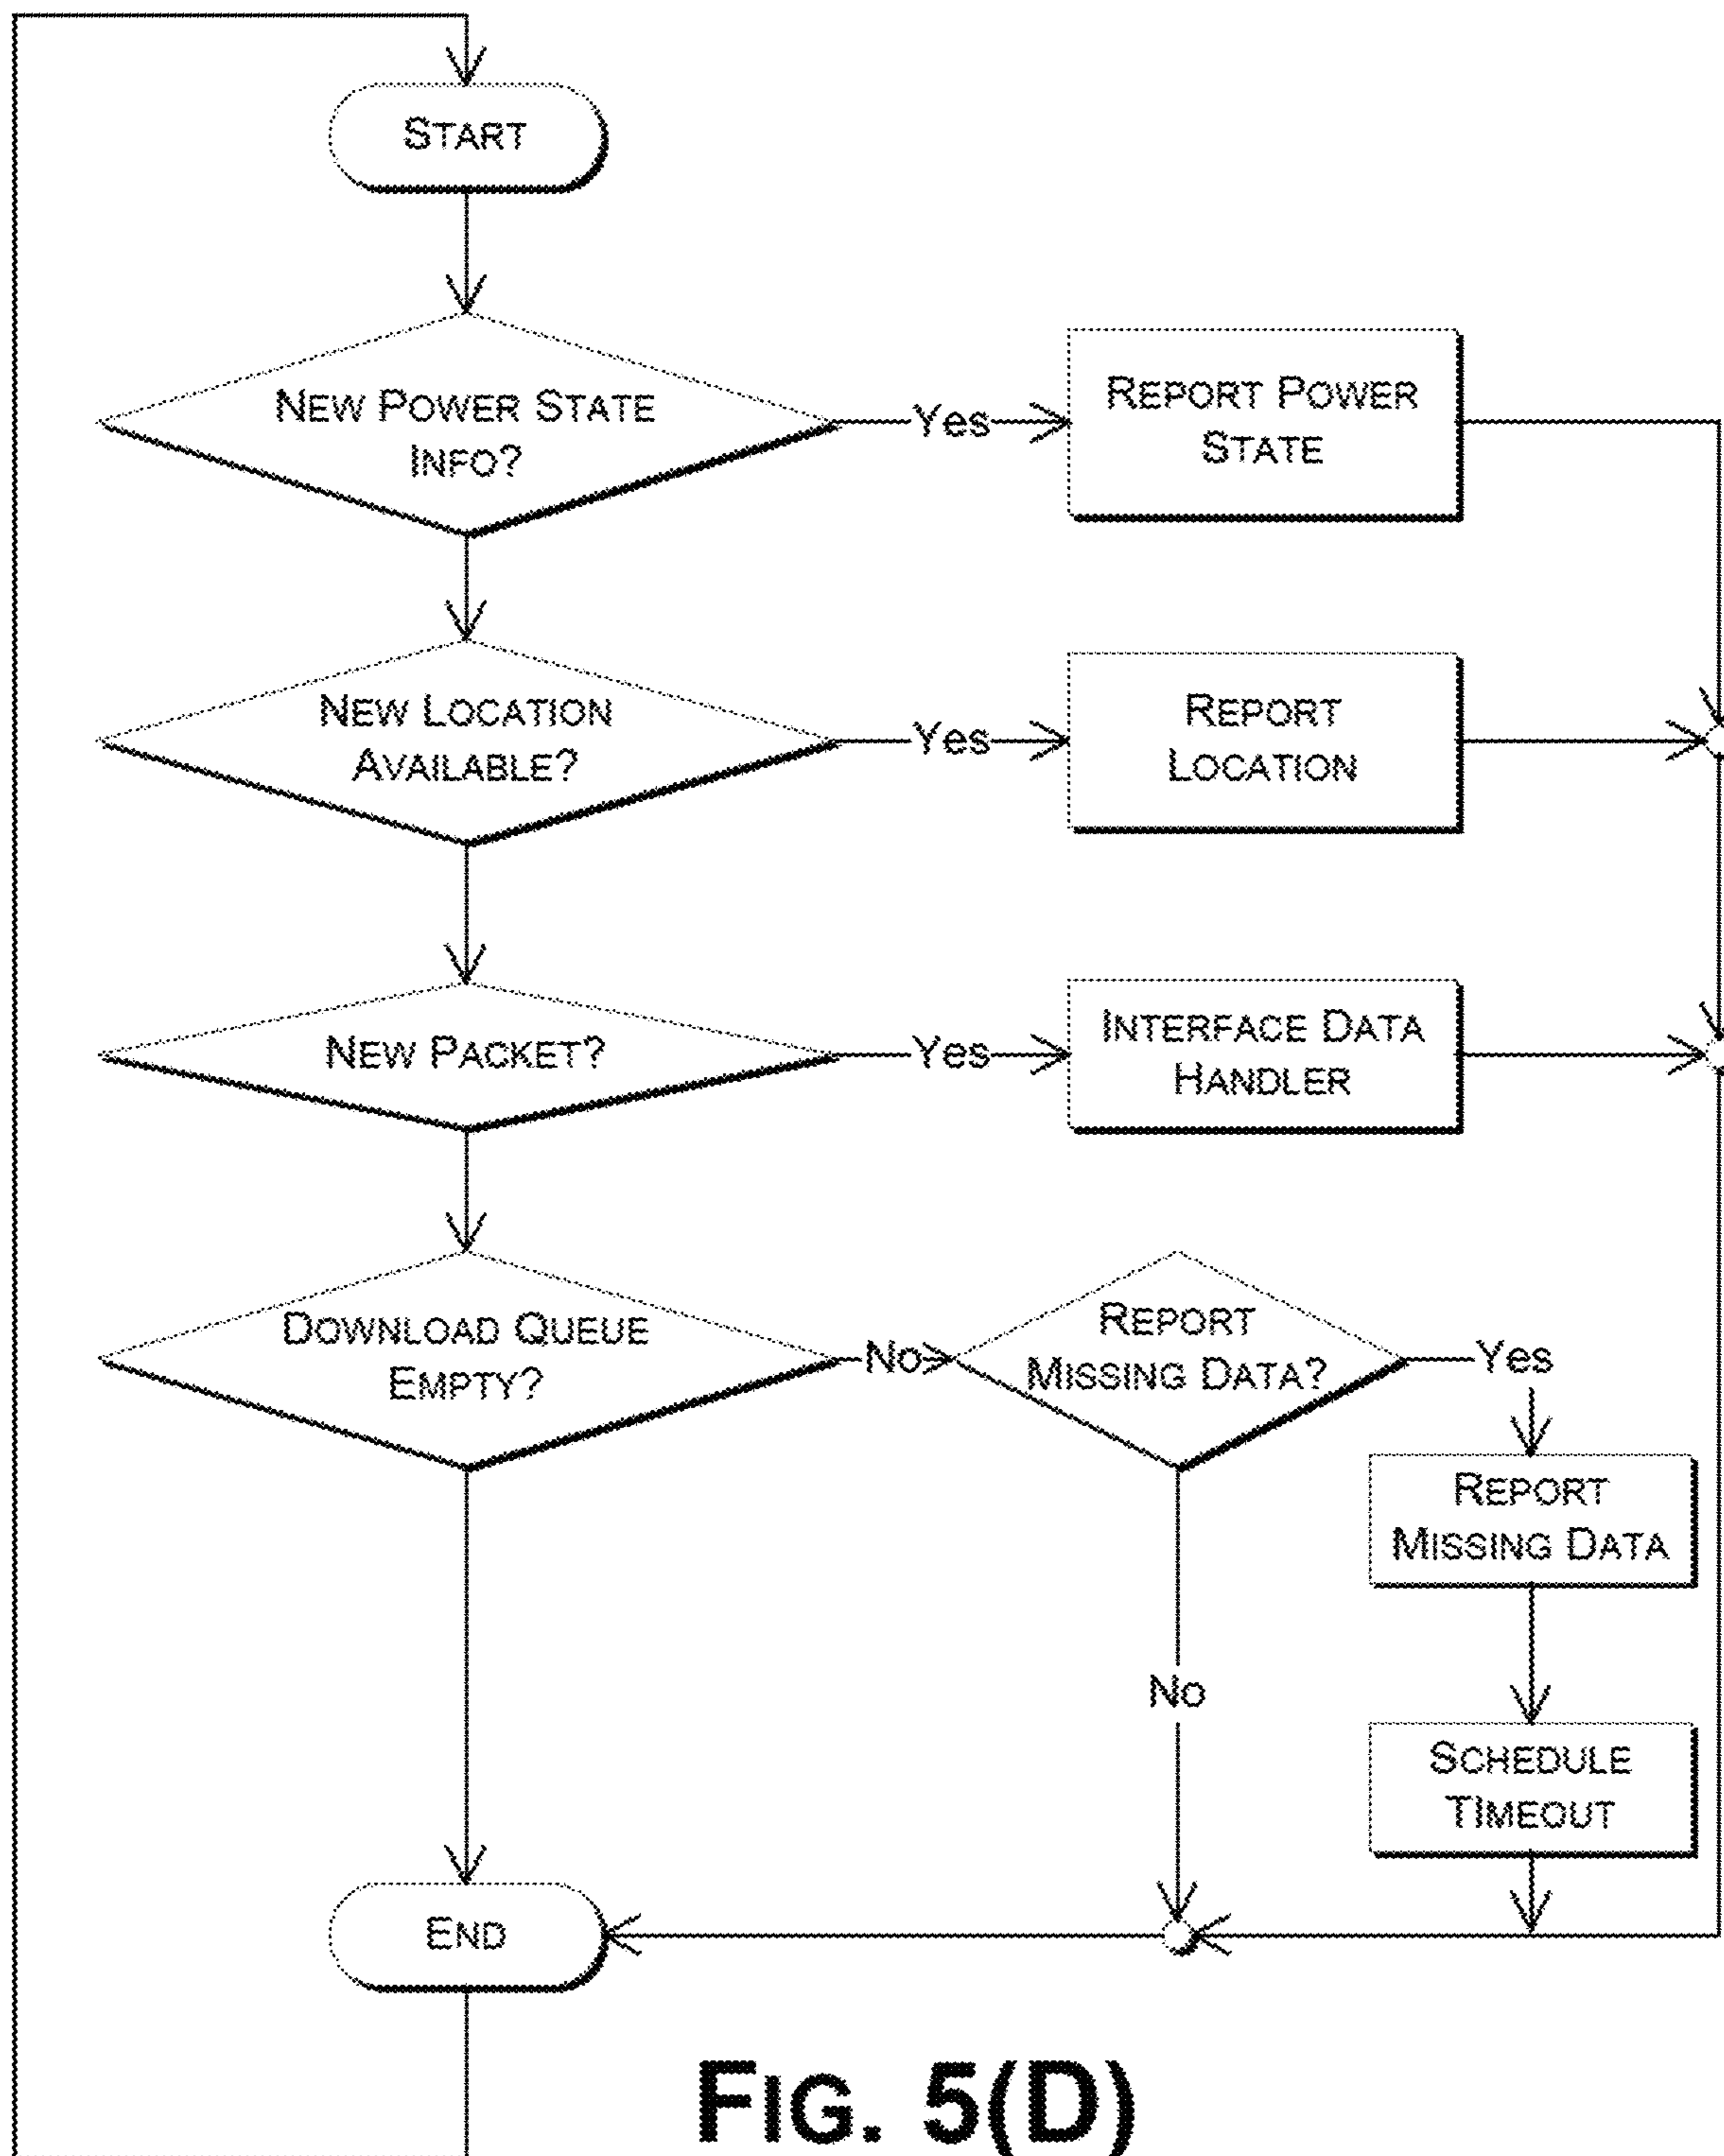 START
NEW POWER STATE
INFO?
Yes
REPORT POWER
STATE
NEW LOCATION
AVAILABLE?
Yes
REPORT
LOCATION
NEW PACKET?
Yes
INTERFACE DATA
HANDLER
DOWNLOAD QUEUE
EMPTY?
No
REPORT
MISSING DATA?
Yes
REPORT
MISSING DATA
No
SCHEDULE
TIMEOUT
END
FIG. 5(D)